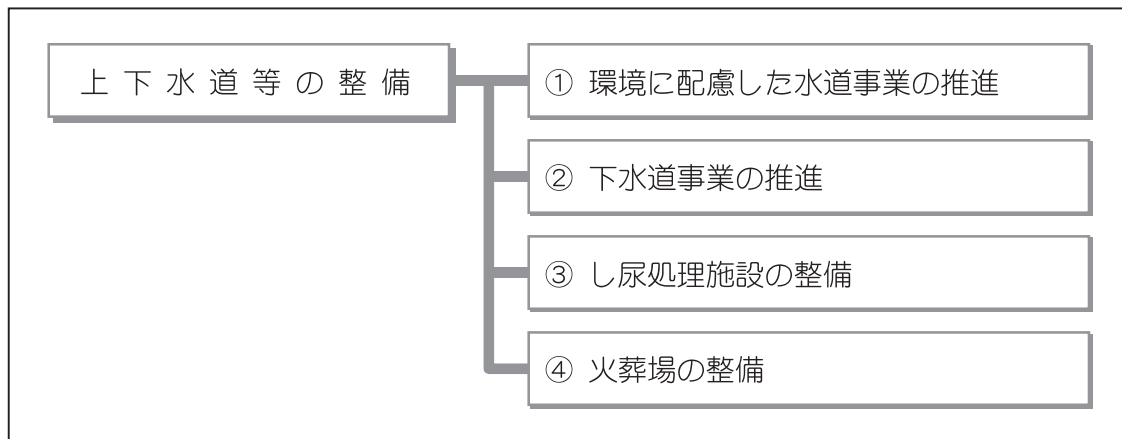 上下水道等の整備
① 環境に配慮した水道事業の推進
② 下水道事業の推進
③ し尿処理施設の整備
④ 火葬場の整備